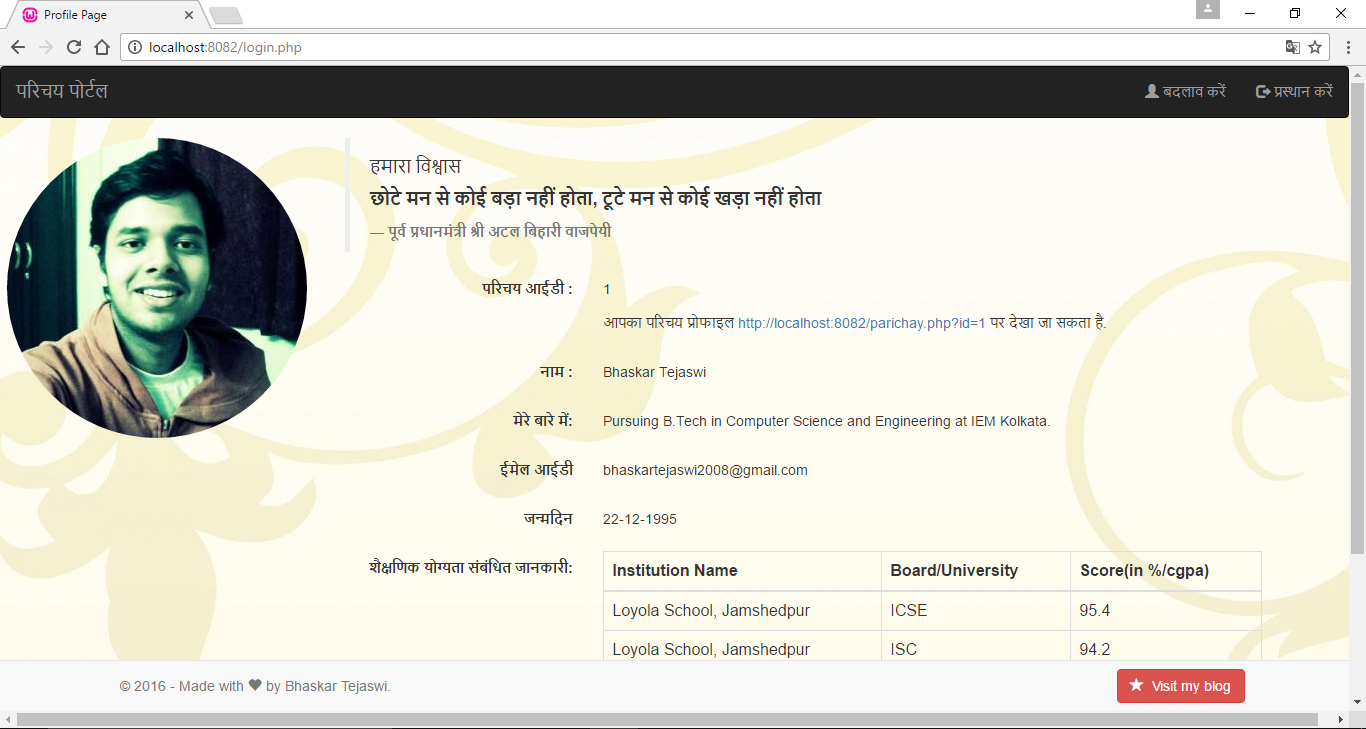 Profile Page
localhost:8082/login.php
परिचय पोर्टल
बदलाव करें
प्रस्थान करें
हमारा विश्वास
छोटे मन से कोई बड़ा नहीं होता, टूटे मन से कोई खड़ा नहीं होता
— पूर्व प्रधानमंत्री श्री अटल बिहारी वाजपेयी
परिचय आईडी : 1
आपका परिचय प्रोफाइल http://localhost:8082/parichay.php?id=1 पर देखा जा सकता है.
नाम : Bhaskar Tejaswi
मेरे बारे में: Pursuing B.Tech in Computer Science and Engineering at IEM Kolkata.
ईमेल आईडी bhaskartejaswi2008@gmail.com
जन्मदिन 22-12-1995
शैक्षणिक योग्यता संबंधित जानकारी: Institution Name Board/University Score(in %/cgpa)
Loyola School, Jamshedpur ICSE 95.4
Loyola School, Jamshedpur ISC 94.2
© 2016 - Made with ♥ by Bhaskar Tejaswi.
★ Visit my blog